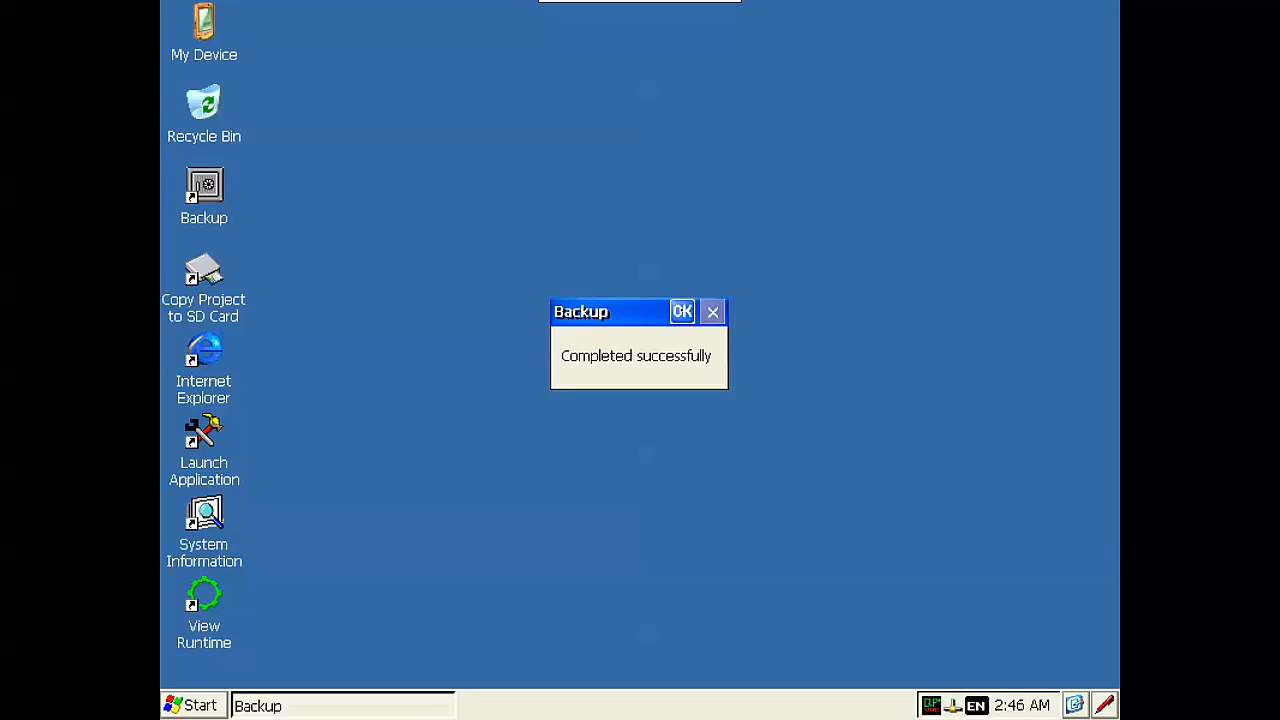 My Device
Recycle Bin
Backup
Copy Project
to SD Card
Internet
Explorer
Launch
Application
System
Information
View
Runtime
Backup OK
Completed successfully
Start Backup EN 2:46 AM